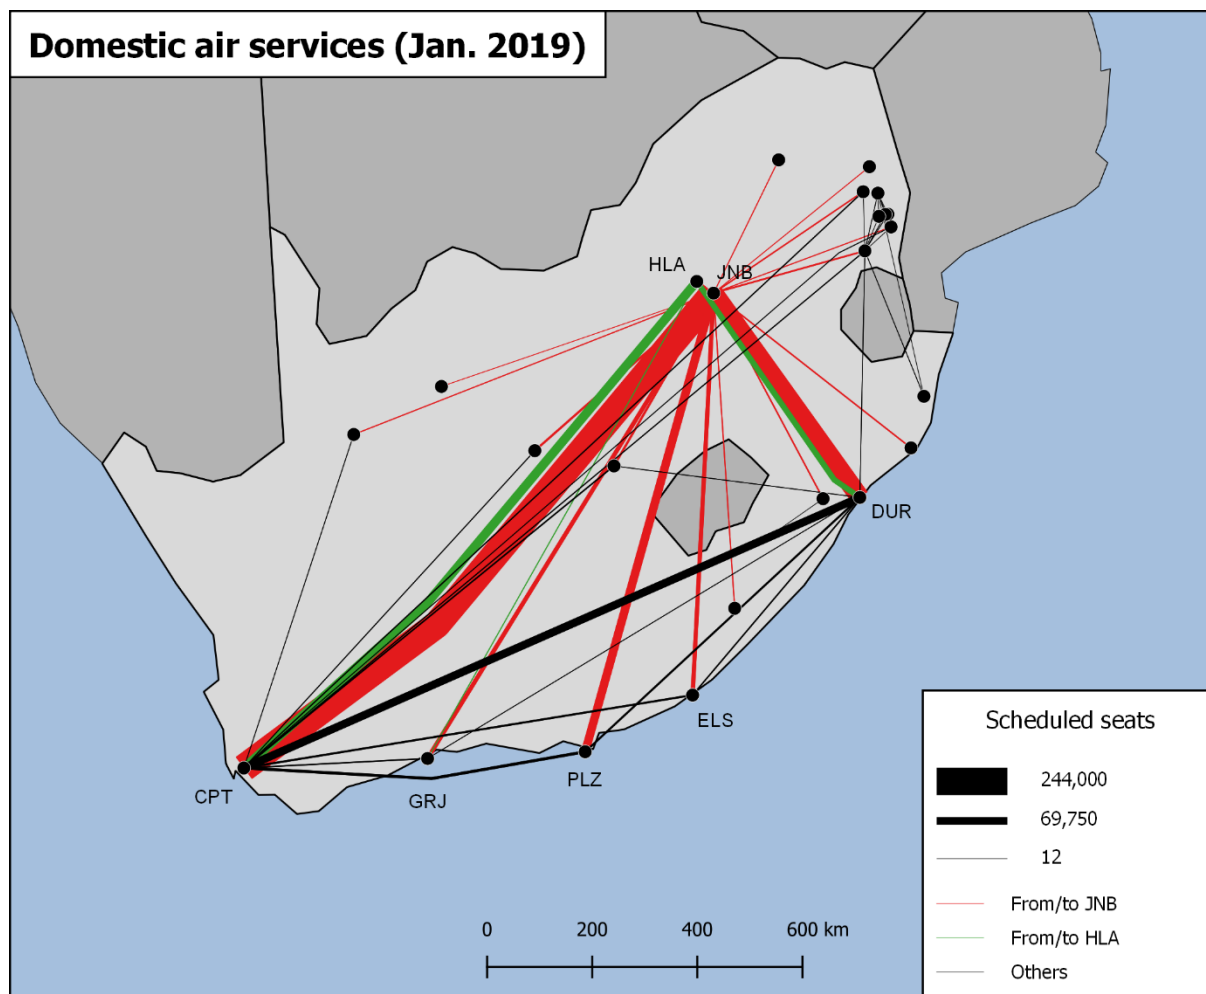 Domestic air services (Jan. 2019)
HLA
JNB
DUR
ELS
PLZ
GRJ
CPT
Scheduled seats
244,000
69,750
12
From/to JNB
From/to HLA
Others
0 200 400 600 km